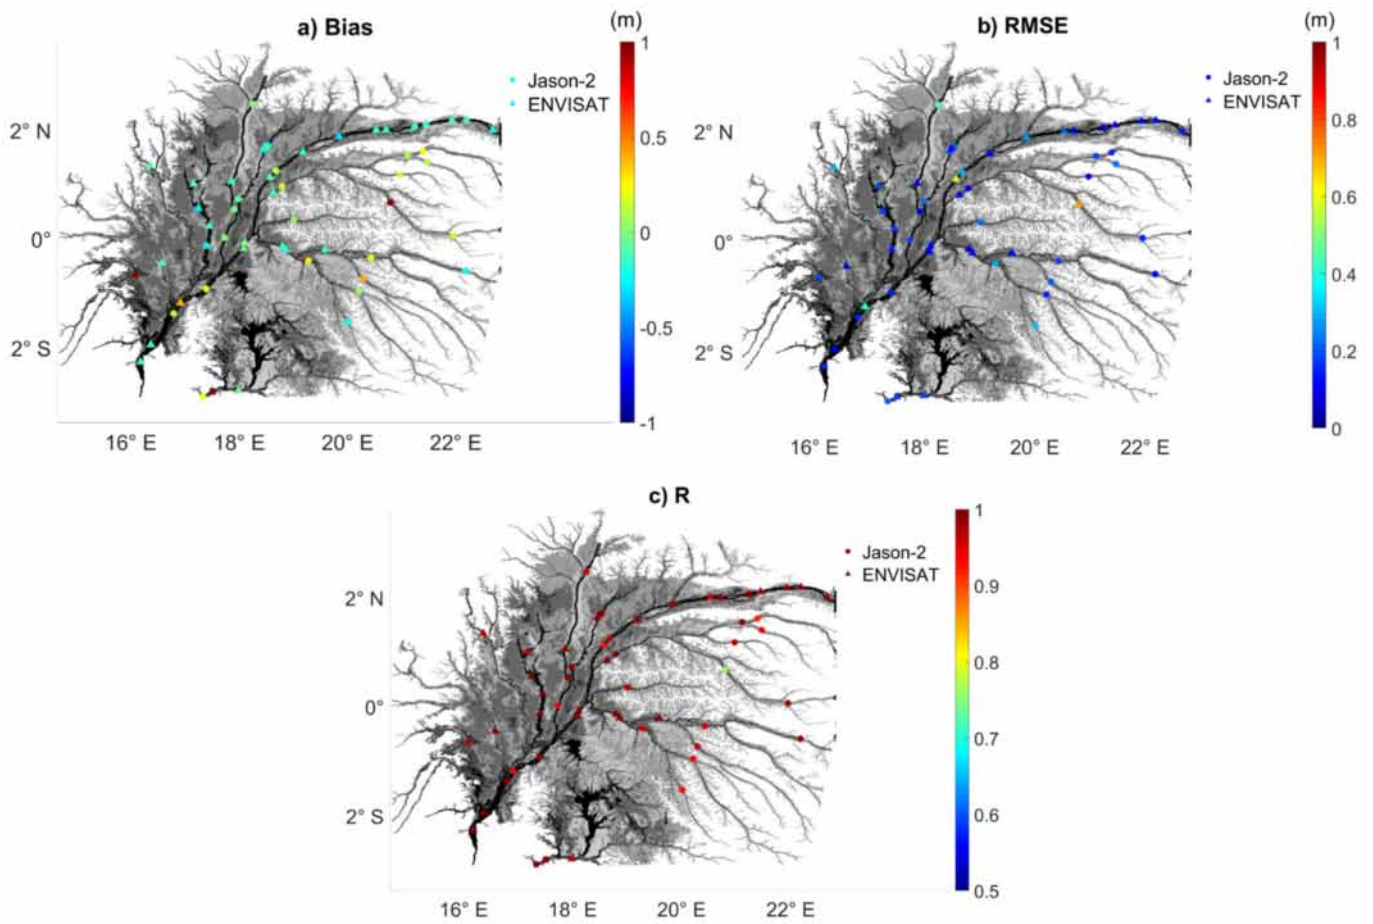 a) Bias
(m)
1
0.5
0
-0.5
-1
Jason-2
ENVISAT
2° N
0°
2° S
16° E 18° E 20° E 22° E
b) RMSE
(m)
1
0.8
0.6
0.4
0.2
0
Jason-2
ENVISAT
2° N
0°
2° S
16° E 18° E 20° E 22° E
c) R
1
0.9
0.8
0.7
0.6
0.5
Jason-2
ENVISAT
2° N
0°
2° S
16° E 18° E 20° E 22° E